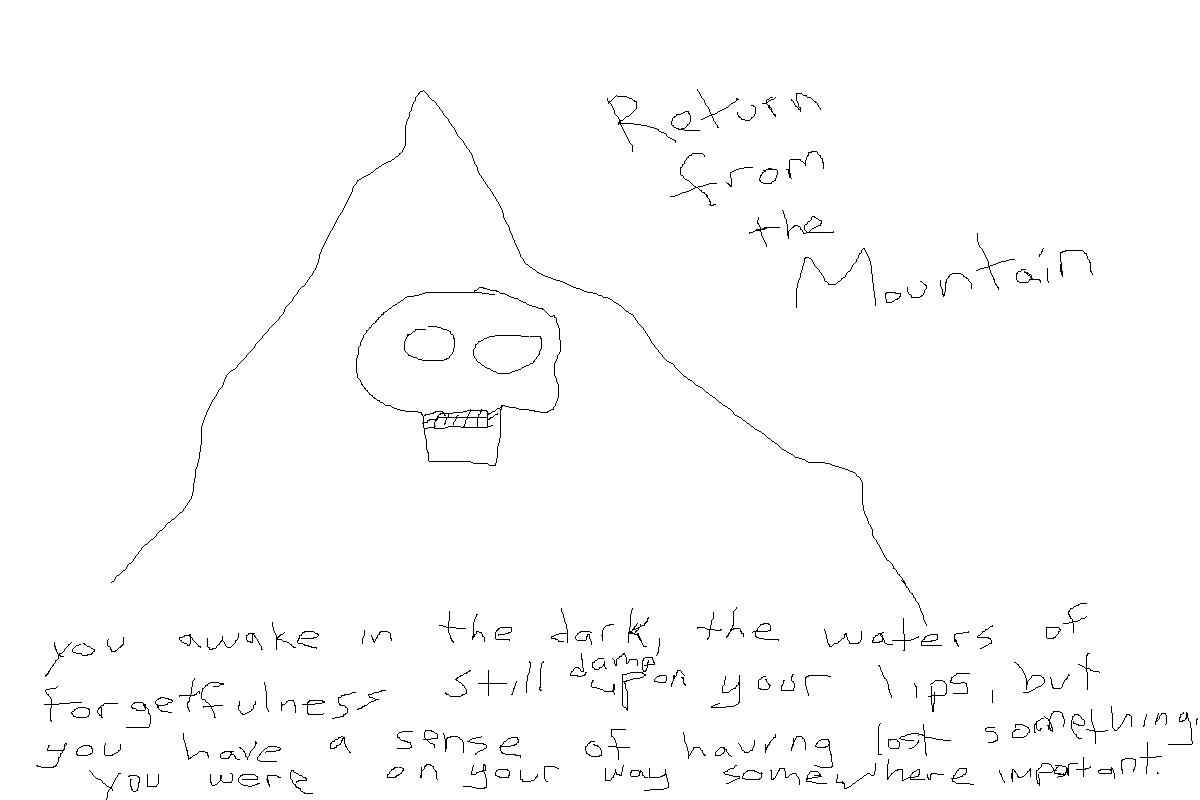 Return
from
the
Mountain
you awake in the dark, the waters of
forgetfulness still damp upon your lips, but
you have a sense of having lost something.
You were on your way somewhere important.